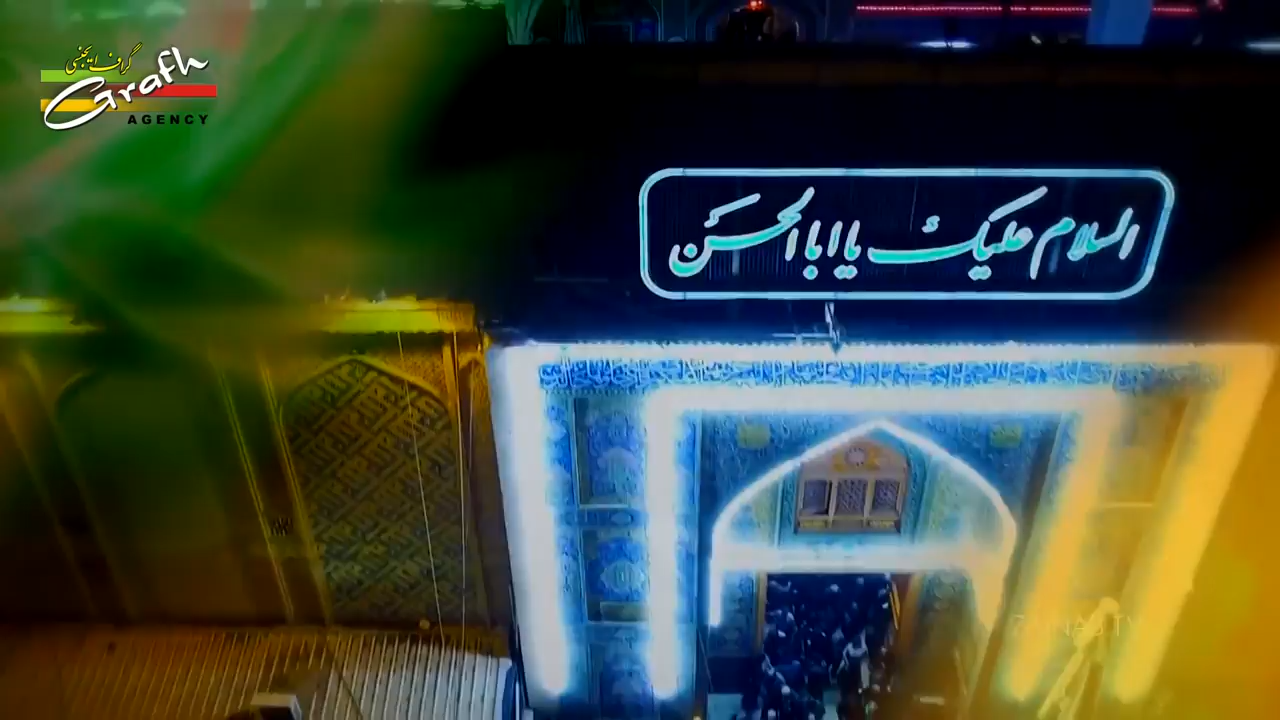 گراف ایجنسی
Grafh
AGENCY
السلام علیک یا ابا الحسن